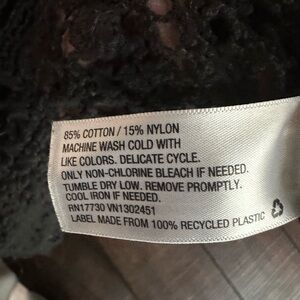 85% COTTON / 15% NYLON
MACHINE WASH COLD WITH
LIKE COLORS. DELICATE CYCLE.
ONLY NON-CHLORINE BLEACH IF NEEDED.
TUMBLE DRY LOW. REMOVE PROMPTLY.
COOL IRON IF NEEDED.
RN17730 VN1302451
LABEL MADE FROM 100% RECYCLED PLASTIC